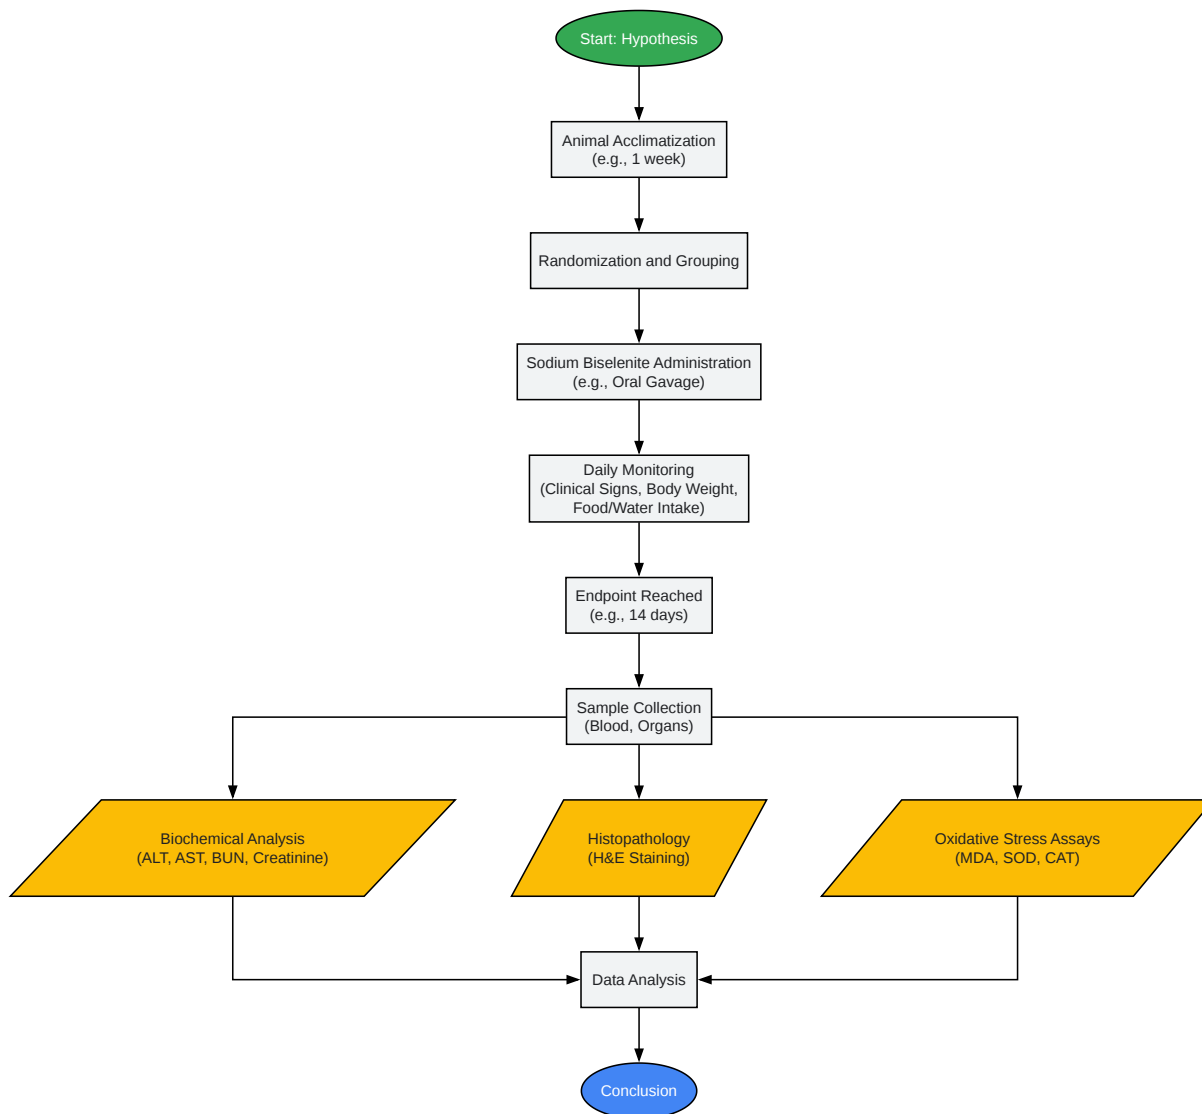 Start: Hypothesis
Animal Acclimatization
(e.g., 1 week)
Randomization and Grouping
Sodium Biselenite Administration
(e.g., Oral Gavage)
Daily Monitoring
(Clinical Signs, Body Weight,
Food/Water Intake)
Endpoint Reached
(e.g., 14 days)
Sample Collection
(Blood, Organs)
Biochemical Analysis
(ALT, AST, BUN, Creatinine)
Histopathology
(H&E Staining)
Oxidative Stress Assays
(MDA, SOD, CAT)
Data Analysis
Conclusion